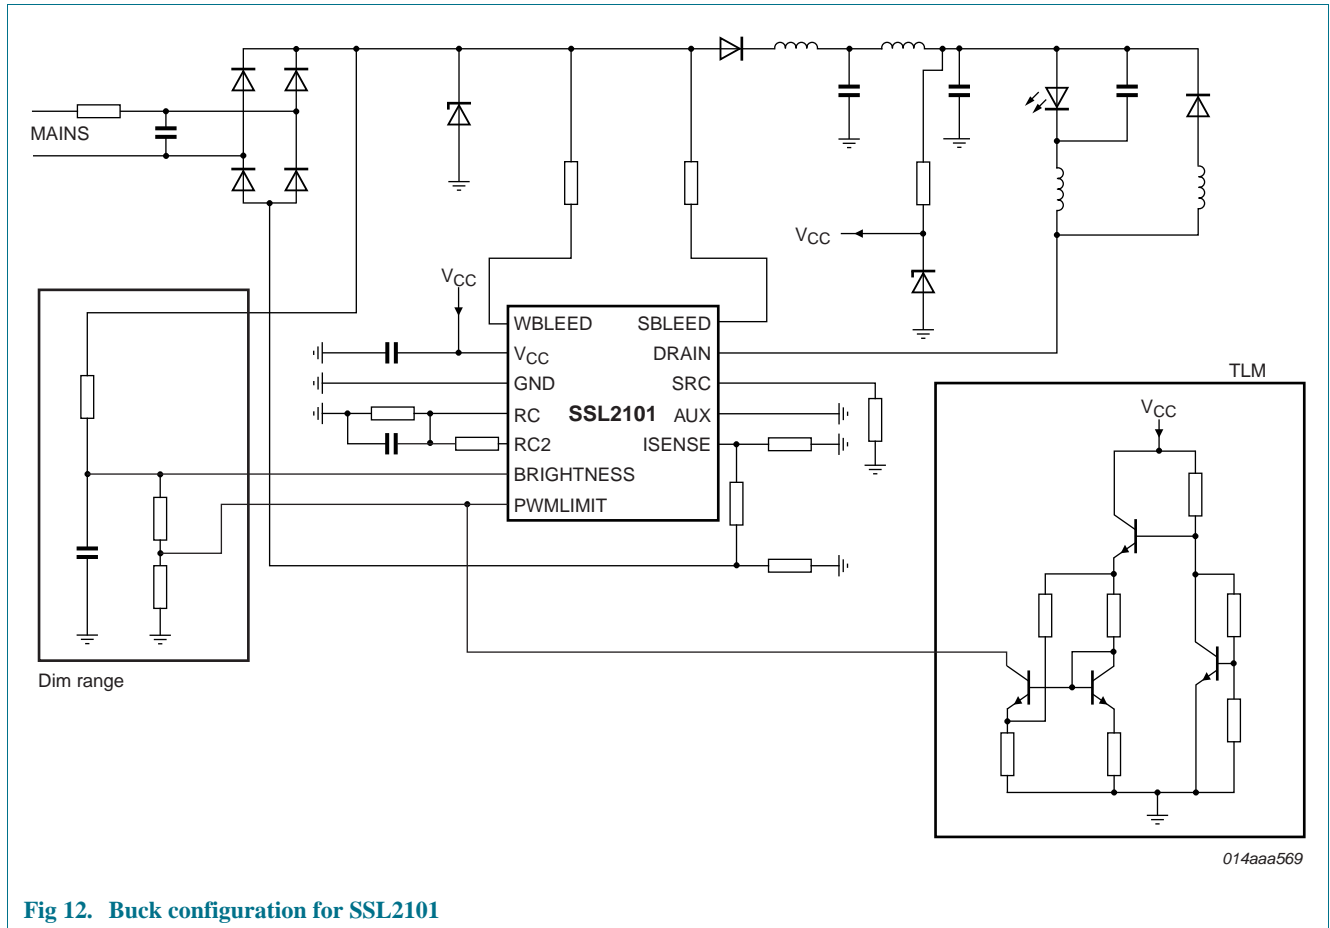 MAINS
VCC
VCC
WBLEED SBLEED
VCC DRAIN
GND SRC
RC SSL2101 AUX
RC2 ISENSE
BRIGHTNESS
PWMLIMIT
Dim range
TLM
VCC
014aaa569
Fig 12. Buck configuration for SSL2101